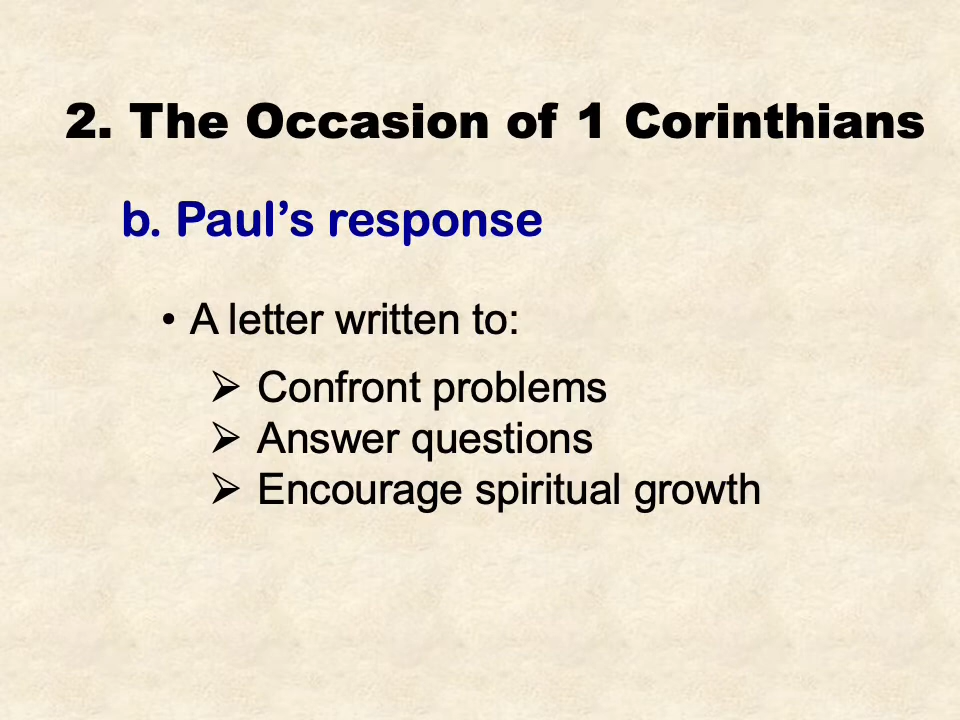 2. The Occasion of 1 Corinthians
b. Paul’s response
• A letter written to:
➢ Confront problems
➢ Answer questions
➢ Encourage spiritual growth